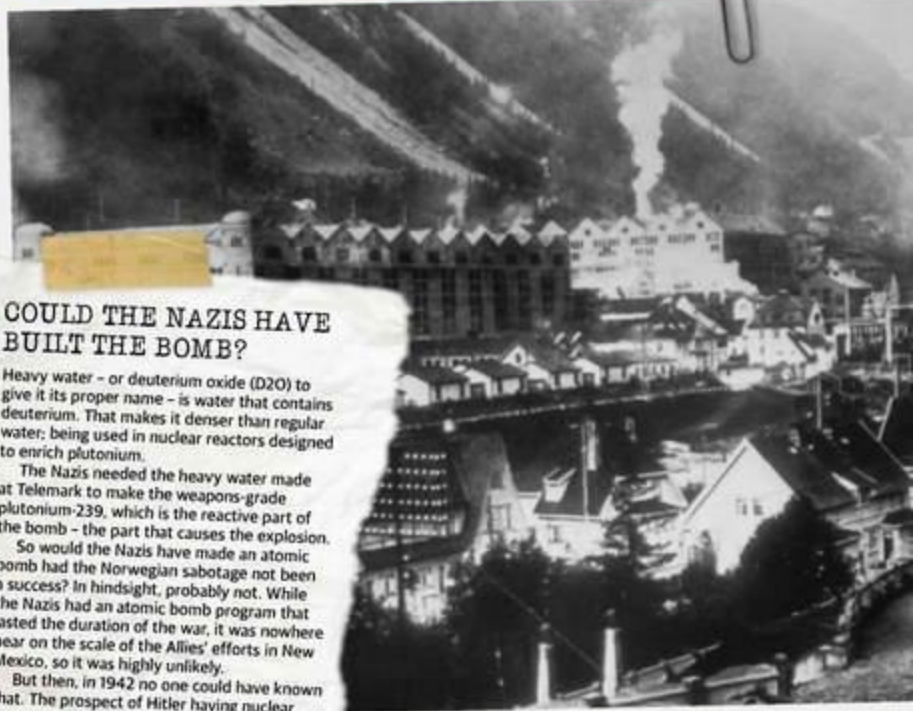 COULD THE NAZIS HAVE
BUILT THE BOMB?
Heavy water – or deuterium oxide (D2O) to
give it its proper name – is water that contains
deuterium. That makes it denser than regular
water; being used in nuclear reactors designed
to enrich plutonium.
The Nazis needed the heavy water made
at Telemark to make the weapons-grade
plutonium-239, which is the reactive part of
the bomb – the part that causes the explosion.
So would the Nazis have made an atomic
bomb had the Norwegian sabotage not been
a success? In hindsight, probably not. While
he Nazis had an atomic bomb program that
asted the duration of the war, it was nowhere
ear on the scale of the Allies' efforts in New
exico, so it was highly unlikely.
But then, in 1942 no one could have known
hat. The prospect of Hitler having nuclear